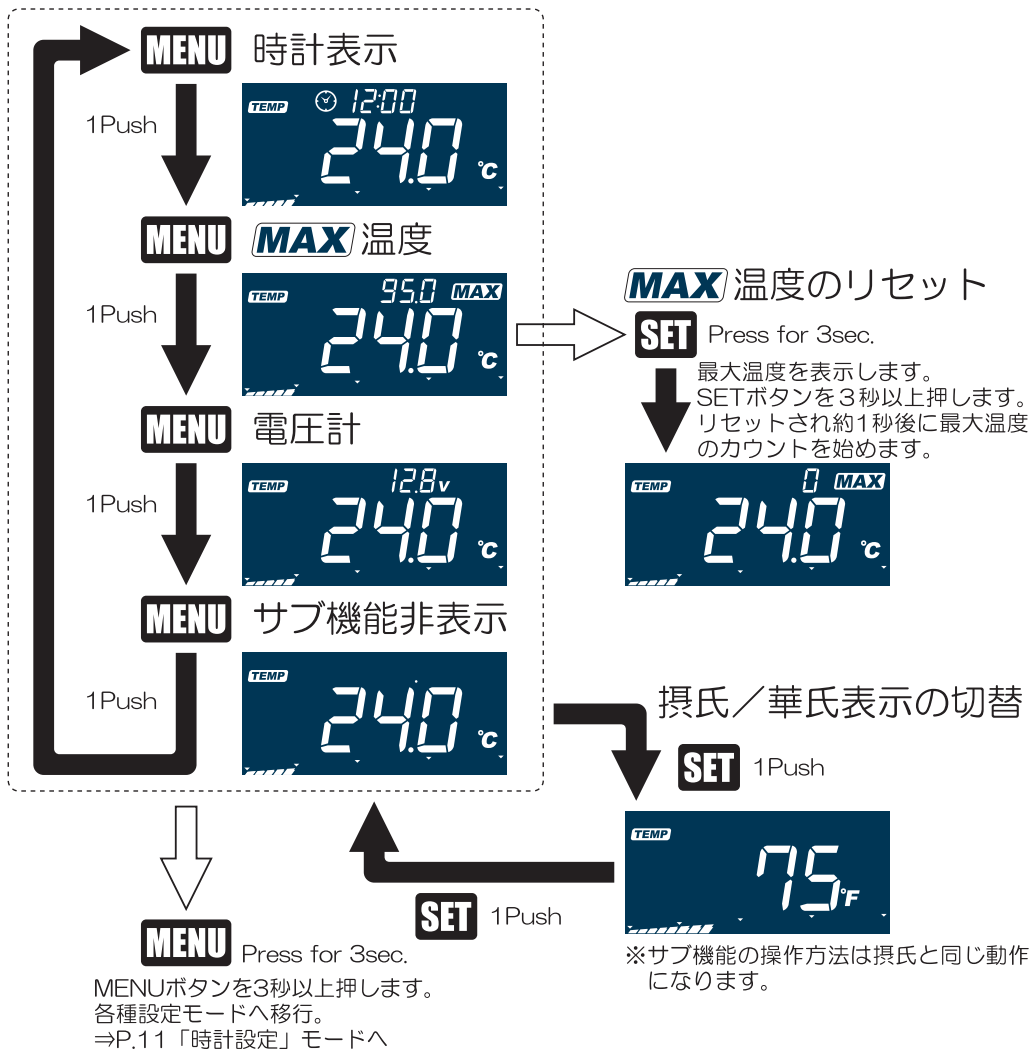 MENU 時計表示
TEMP 12:00
24.0 °C
1Push
MENU MAX 温度
TEMP 95.0 MAX
24.0 °C
1Push
MENU 電圧計
TEMP 12.8v
24.0 °C
1Push
MENU サブ機能非表示
TEMP
24.0 °C
1Push
MAX 温度のリセット
SET Press for 3sec.
最大温度を表示します。
SETボタンを3秒以上押します。
リセットされ約1秒後に最大温度
のカウントを始めます。
TEMP 0 MAX
24.0 °C
摂氏／華氏表示の切替
SET 1Push
TEMP
75 °F
※サブ機能の操作方法は摂氏と同じ動作
になります。
SET 1Push
MENU Press for 3sec.
MENUボタンを3秒以上押します。
各種設定モードへ移行。
⇒P.11「時計設定」モードへ